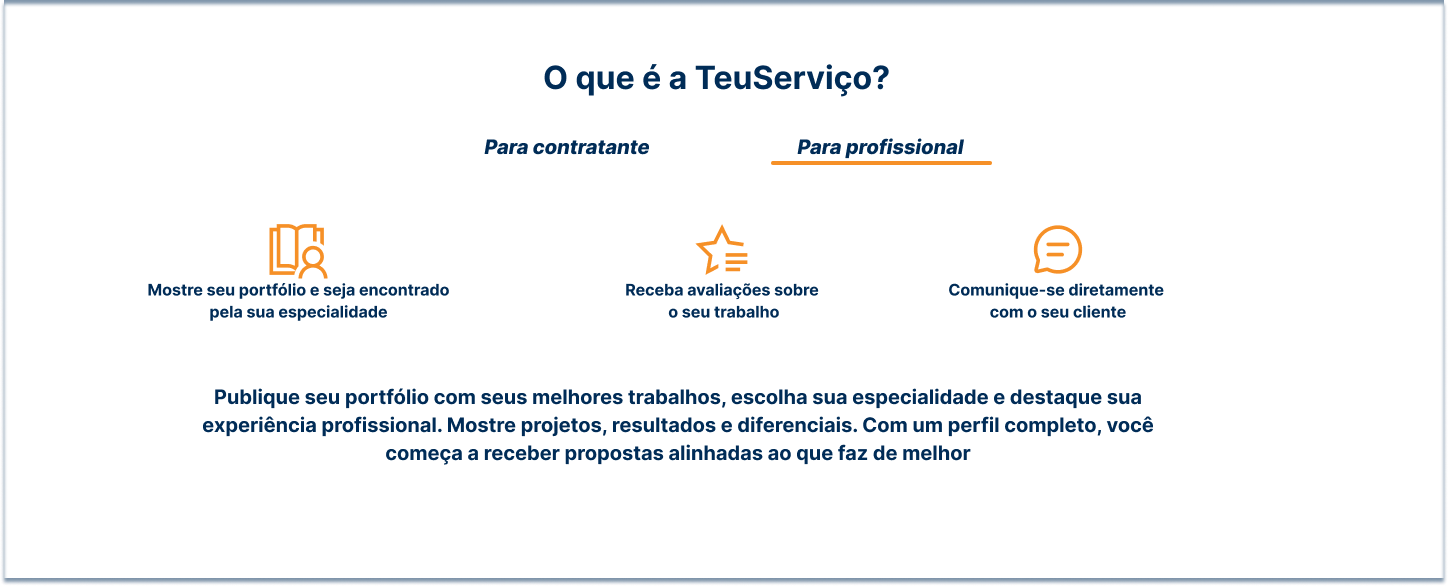 O que é a TeuServiço?
Para contratante
Para profissional
Mostre seu portfólio e seja encontrado
pela sua especialidade
Receba avaliações sobre
o seu trabalho
Comunique-se diretamente
com o seu cliente
Publique seu portfólio com seus melhores trabalhos, escolha sua especialidade e destaque sua
experiência profissional. Mostre projetos, resultados e diferenciais. Com um perfil completo, você
começa a receber propostas alinhadas ao que faz de melhor